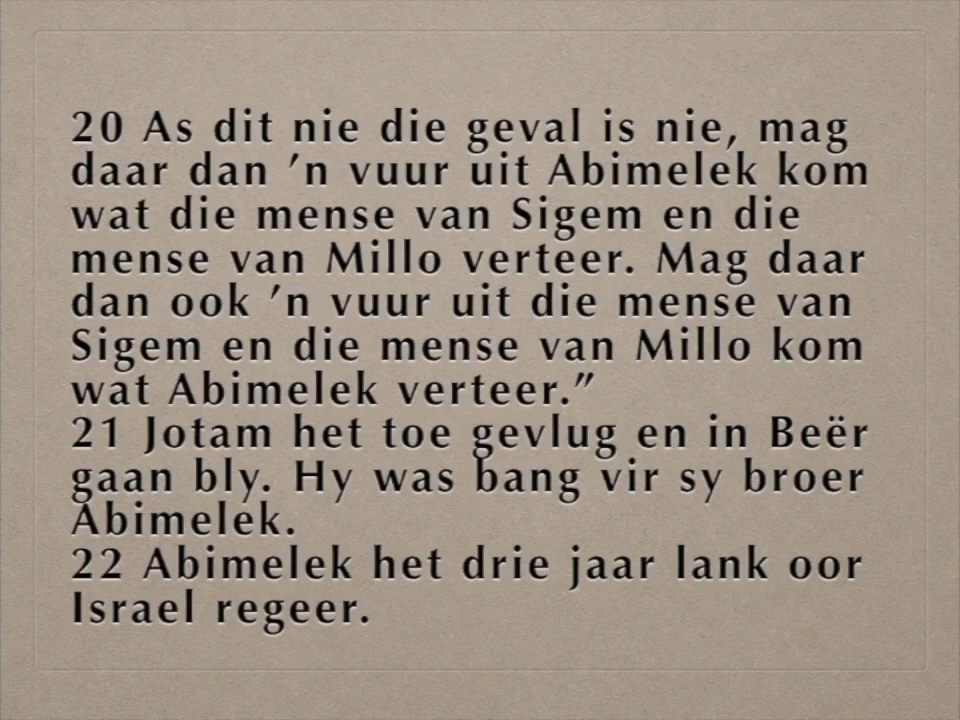 20 As dit nie die geval is nie, mag
daar dan ’n vuur uit Abimelek kom
wat die mense van Sigem en die
mense van Millo verteer. Mag daar
dan ook ’n vuur uit die mense van
Sigem en die mense van Millo kom
wat Abimelek verteer.”
21 Jotam het toe gevlug en in Beër
gaan bly. Hy was bang vir sy broer
Abimelek.
22 Abimelek het drie jaar lank oor
Israel regeer.